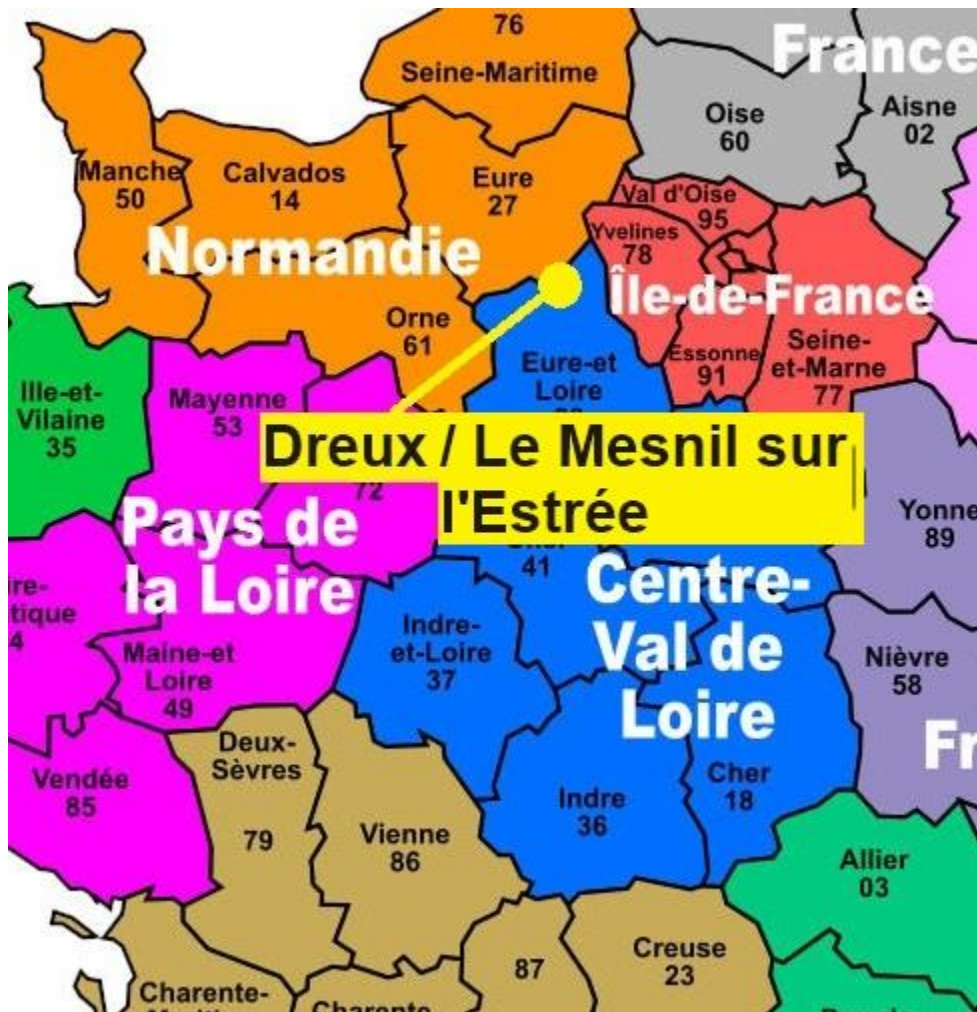 76
Seine-Maritime
France
Oise
60
Aisne
02
Manche
50
Calvados
14
Eure
27
Val d'Oise
95
Yvelines
78
Normandie
Île-de-France
Orne
61
Eure-et
Loire
Essonne
91
Seine-
et-Marne
77
Ille-et-
Vilaine
35
Mayenne
53
Dreux / Le Mesnil sur
l'Estrée
72
Pays de
la Loire
41
Yonne
89
Centre-
Val de
Loire
Indre-
et-Loire
37
Maine-et
Loire
49
Nièvre
58
Fr
Deux-
Sèvres
79
Vendée
85
Vienne
86
Indre
36
Cher
18
Allier
03
87
Creuse
23
Charente-
Charente